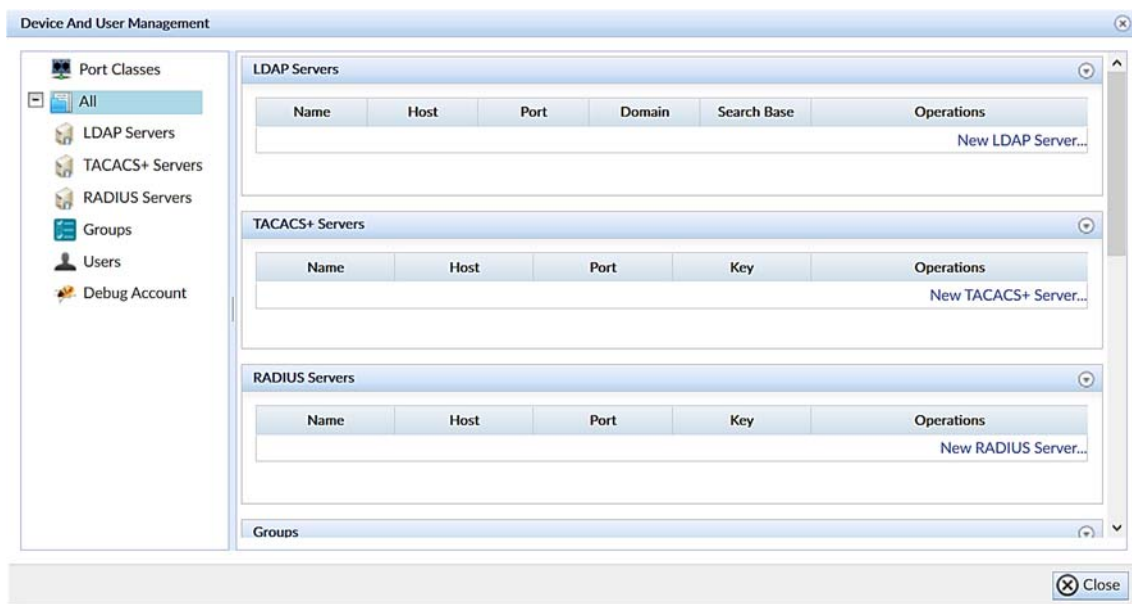 Device And User Management
Port Classes
All
LDAP Servers
TACACS+ Servers
RADIUS Servers
Groups
Users
Debug Account
LDAP Servers
Name Host Port Domain Search Base Operations
New LDAP Server...
TACACS+ Servers
Name Host Port Key Operations
New TACACS+ Server...
RADIUS Servers
Name Host Port Key Operations
New RADIUS Server...
Groups
Close